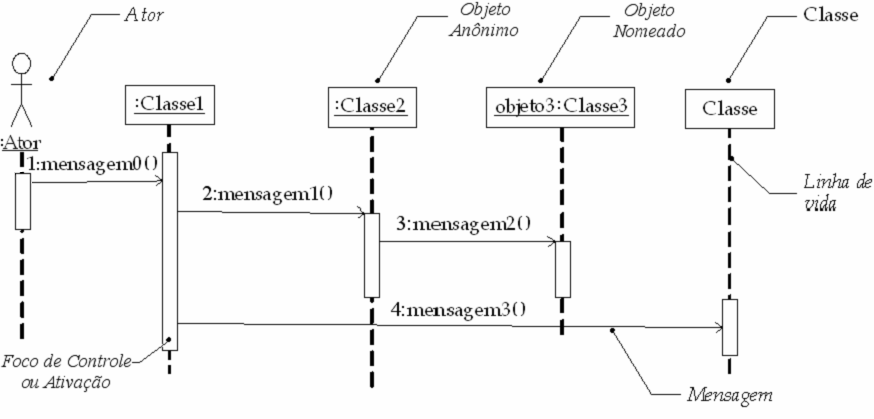 Ator
Objeto
Anônimo
Objeto
Nomeado
Classe
:Classe1
:Classe2
objeto3:Classe3
Classe
:Ator
1:mensagem0()
2:mensagem1()
3:mensagem2()
4:mensagem3()
Linha de
vida
Foco de Controle
ou Ativação
Mensagem